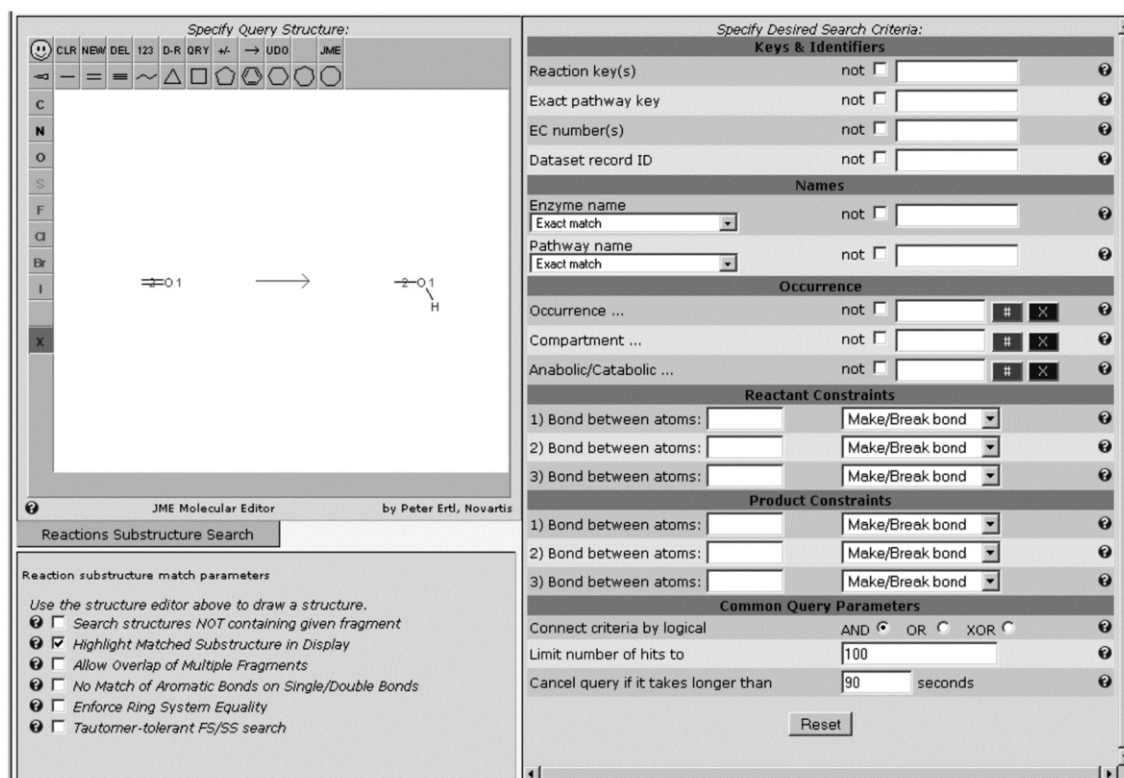 Specify Query Structure:
CLR NEW DEL 123 D-R QRY +/- UDO JME
C
N
O
S
F
Cl
Br
I
X
2 O 1
2 O 1
H
JME Molecular Editor by Peter Ertl, Novartis
Reactions Substructure Search
Reaction substructure match parameters
Use the structure editor above to draw a structure.
Search structures NOT containing given fragment
Highlight Matched Substructure in Display
Allow Overlap of Multiple Fragments
No Match of Aromatic Bonds on Single/Double Bonds
Enforce Ring System Equality
Tautomer-tolerant FS/SS search
Specify Desired Search Criteria:
Keys & Identifiers
Reaction key(s) not
Exact pathway key not
EC number(s) not
Dataset record ID not
Names
Enzyme name
Exact match not
Pathway name
Exact match not
Occurrence
Occurrence ... not # X
Compartment ... not # X
Anabolic/Catabolic ... not # X
Reactant Constraints
1) Bond between atoms: Make/Break bond
2) Bond between atoms: Make/Break bond
3) Bond between atoms: Make/Break bond
Product Constraints
1) Bond between atoms: Make/Break bond
2) Bond between atoms: Make/Break bond
3) Bond between atoms: Make/Break bond
Common Query Parameters
Connect criteria by logical AND OR XOR
Limit number of hits to 100
Cancel query if it takes longer than 90 seconds
Reset